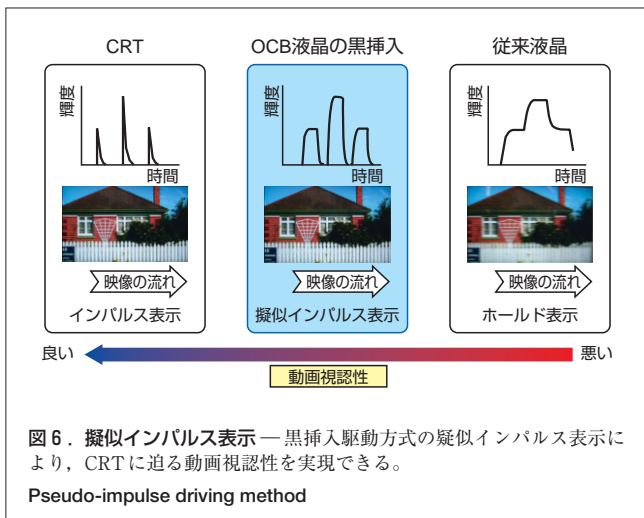 CRT
OCB液晶の黒挿入
従来液晶
輝度
時間
輝度
時間
輝度
時間
映像の流れ
映像の流れ
映像の流れ
インパルス表示
擬似インパルス表示
ホールド表示
良い
悪い
動画視認性
図6．擬似インパルス表示 — 黒挿入駆動方式の疑似インパルス表示に
より，CRTに迫る動画視認性を実現できる。
Pseudo-impulse driving method